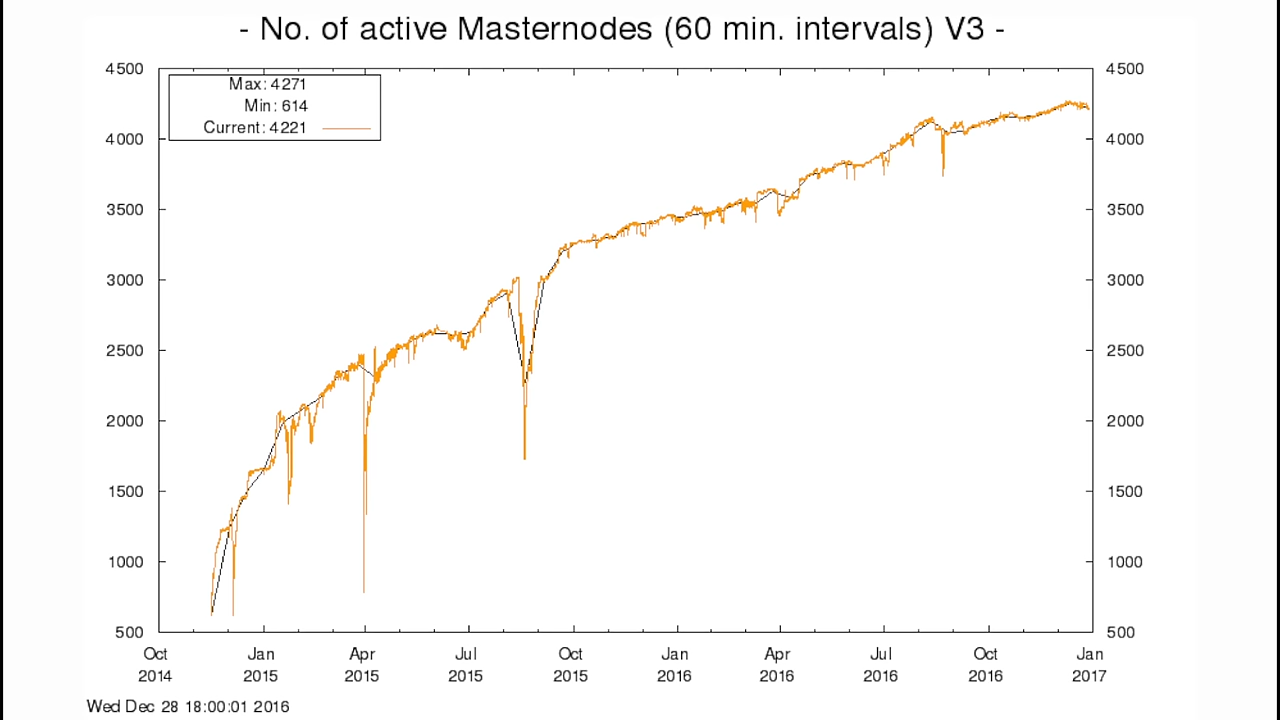 - No. of active Masternodes (60 min. intervals) V3 -
Max: 4271
Min: 614
Current: 4221
4500 4500
4000 4000
3500 3500
3000 3000
2500 2500
2000 2000
1500 1500
1000 1000
500 500
Oct Jan Apr Jul Oct Jan Apr Jul Oct Jan
2014 2015 2015 2015 2015 2016 2016 2016 2016 2017
Wed Dec 28 18:00:01 2016